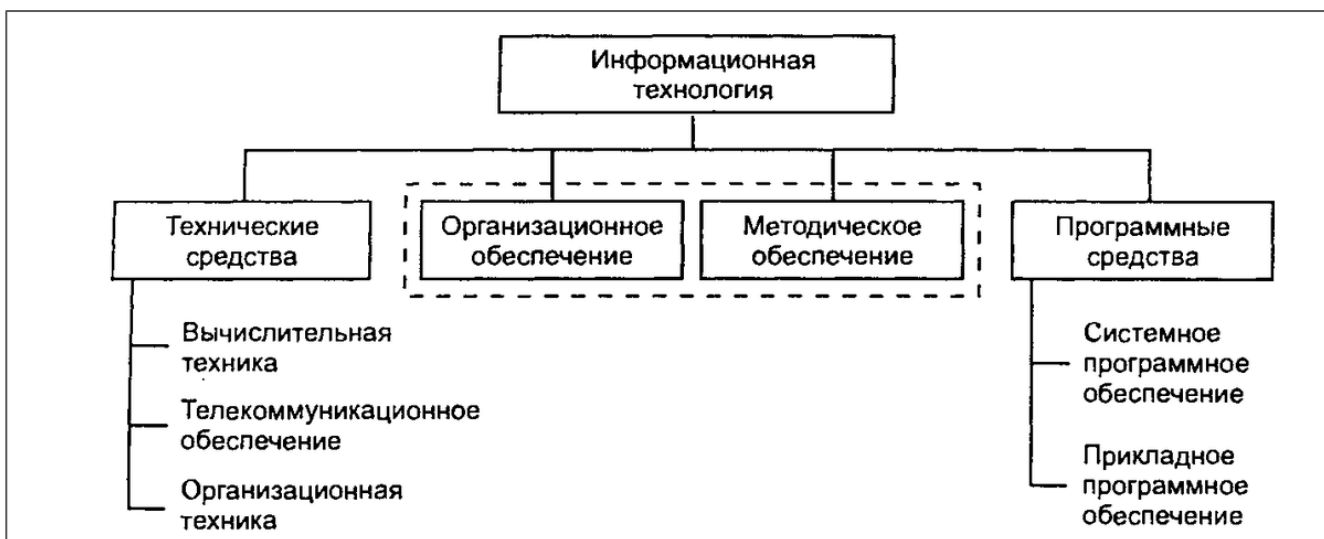 Информационная
технология
Технические
средства
Организационное
обеспечение
Методическое
обеспечение
Программные
средства
Вычислительная
техника
Телекоммуникационное
обеспечение
Организационная
техника
Системное
программное
обеспечение
Прикладное
программное
обеспечение